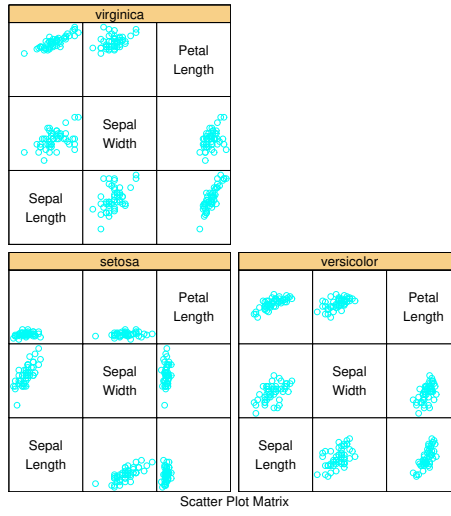 virginica
Petal
Length
Sepal
Width
Sepal
Length
setosa
Petal
Length
Sepal
Width
Sepal
Length
versicolor
Petal
Length
Sepal
Width
Sepal
Length
Scatter Plot Matrix